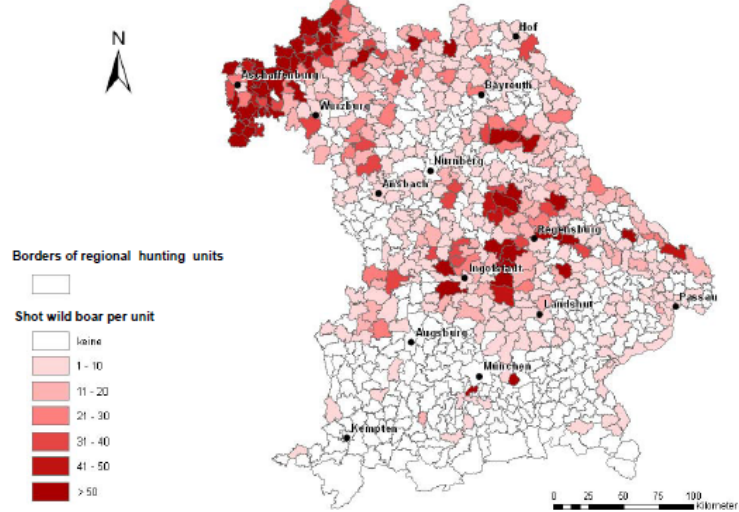 N
Hof
Aschaffenburg
Bayreuth
Würzburg
Nürnberg
Ansbach
Regensburg
Borders of regional hunting units
Ingolstadt
Shot wild boar per unit
Landshut
Passau
keine
Augsburg
1 - 10
11 - 20
München
21 - 30
31 - 40
Kempten
41 - 50
> 50
0 25 50 75 100
Kilometer